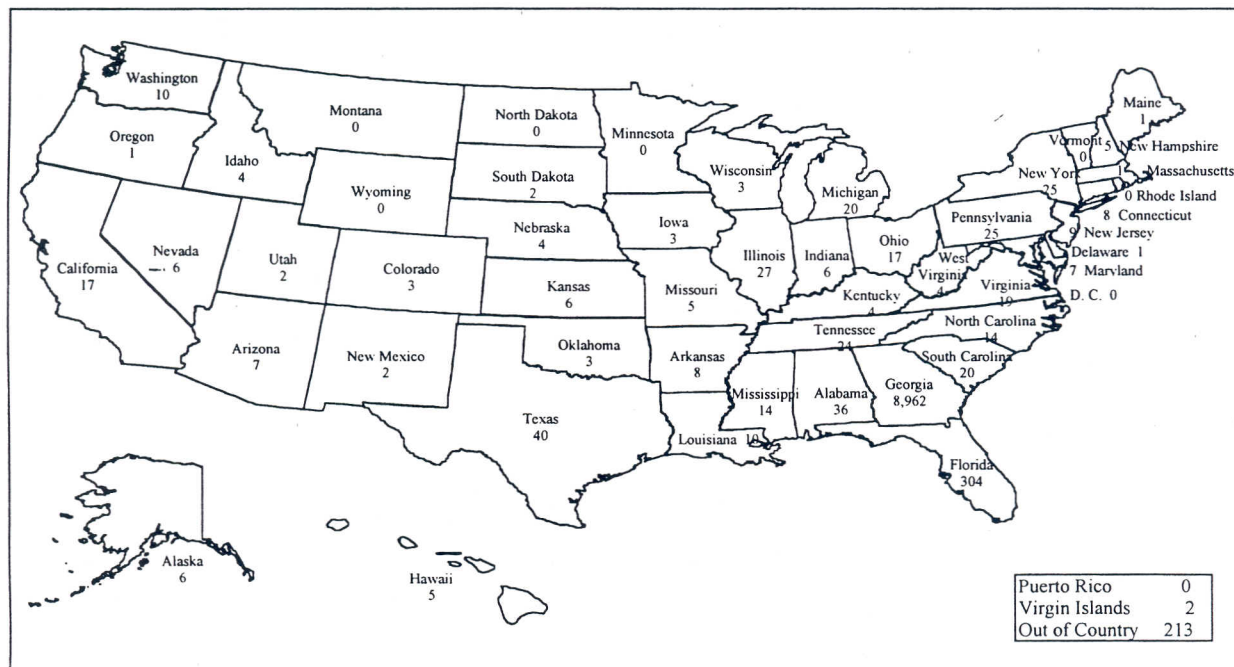 Washington
10
Oregon
1
California
17
Nevada
6
Idaho
4
Montana
0
Wyoming
0
Utah
2
Colorado
3
Arizona
7
New Mexico
2
North Dakota
0
South Dakota
2
Nebraska
4
Kansas
6
Oklahoma
3
Texas
40
Minnesota
0
Iowa
3
Missouri
5
Arkansas
8
Louisiana 10
Wisconsin
3
Illinois
27
Michigan
20
Indiana
6
Ohio
17
Kentucky
4
Tennessee
21
Mississippi
14
Alabama
36
Georgia
8,962
Florida
304
South Carolina
20
North Carolina
14
Virginia
19
West
Virginia
4
Pennsylvania
25
New York
25
Vermont
0
Maine
1
5 New Hampshire
1 Massachusetts
0 Rhode Island
8 Connecticut
9 New Jersey
Delaware 1
7 Maryland
D. C. 0
Alaska
6
Hawaii
5
Puerto Rico 0
Virgin Islands 2
Out of Country 213